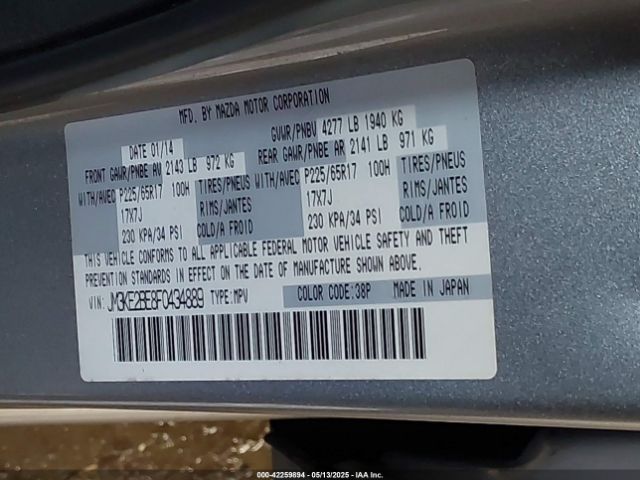 MFD. BY MAZDA MOTOR CORPORATION
DATE 01/14 GUWR/PNBV 4277 LB 1940 KG
FRONT GAWR/PNBE AV 2143 LB 972 KG REAR GAWR/PNBE AR 2141 LB 971 KG
WITH/AVEC P225/65R17 100H TIRES/PNEUS WITH/AVEC P225/65R17 100H TIRES/PNEUS
17X7J RIMS/JANTES 17X7J RIMS/JANTES
230 KPA/34 PSI COLD/A FROID 230 KPA/34 PSI COLD/A FROID
THIS VEHICLE CONFORMS TO ALL APPLICABLE FEDERAL MOTOR VEHICLE SAFETY AND THEFT
PREVENTION STANDARDS IN EFFECT ON THE DATE OF MANUFACTURE SHOWN ABOVE.
VIN: JM3KE2BE8F0434889 TYPE: MPV COLOR CODE: 38P MADE IN JAPAN
000-42259894 - 05/13/2025 - IAA Inc.